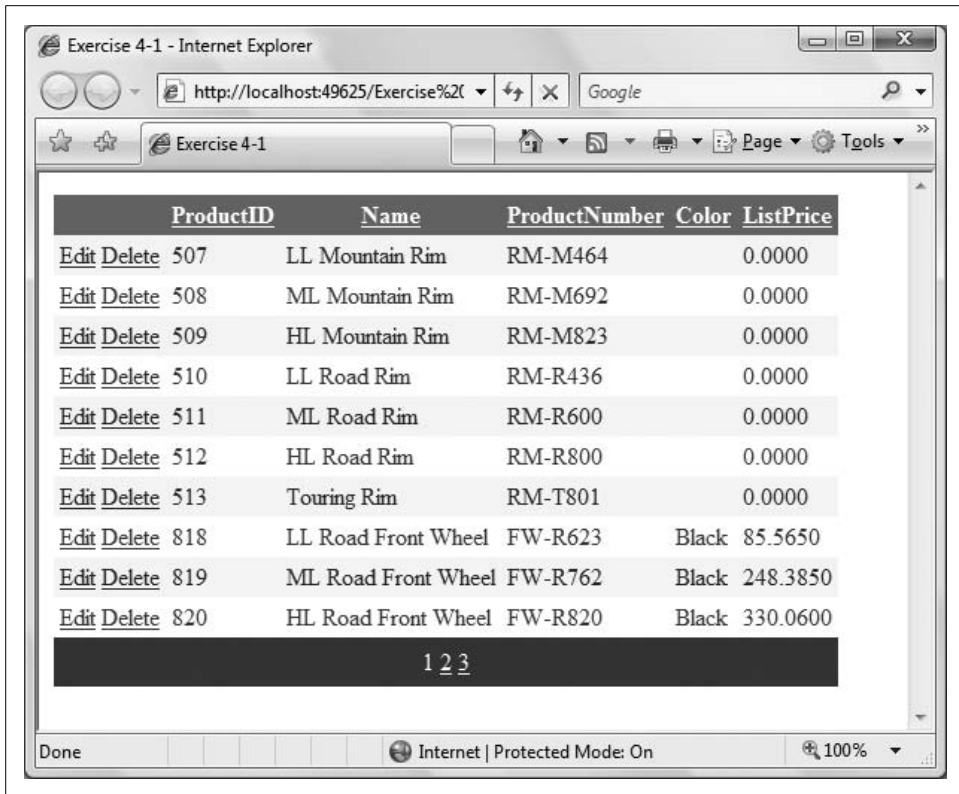 Exercise 4-1 - Internet Explorer
http://localhost:49625/Exercise%2(
Google
Exercise 4-1
Page Tools »
ProductID Name ProductNumber Color ListPrice
Edit Delete 507 LL Mountain Rim RM-M464 0.0000
Edit Delete 508 ML Mountain Rim RM-M692 0.0000
Edit Delete 509 HL Mountain Rim RM-M823 0.0000
Edit Delete 510 LL Road Rim RM-R436 0.0000
Edit Delete 511 ML Road Rim RM-R600 0.0000
Edit Delete 512 HL Road Rim RM-R800 0.0000
Edit Delete 513 Touring Rim RM-T801 0.0000
Edit Delete 818 LL Road Front Wheel FW-R623 Black 85.5650
Edit Delete 819 ML Road Front Wheel FW-R762 Black 248.3850
Edit Delete 820 HL Road Front Wheel FW-R820 Black 330.0600
1 2 3
Done Internet | Protected Mode: On 100%